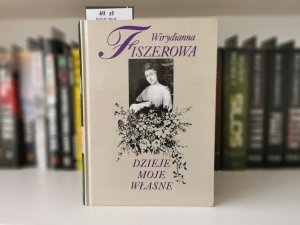 40 zł
Wirydianna
FISZEROWA
DZIEJE
MOJE
WŁASNE